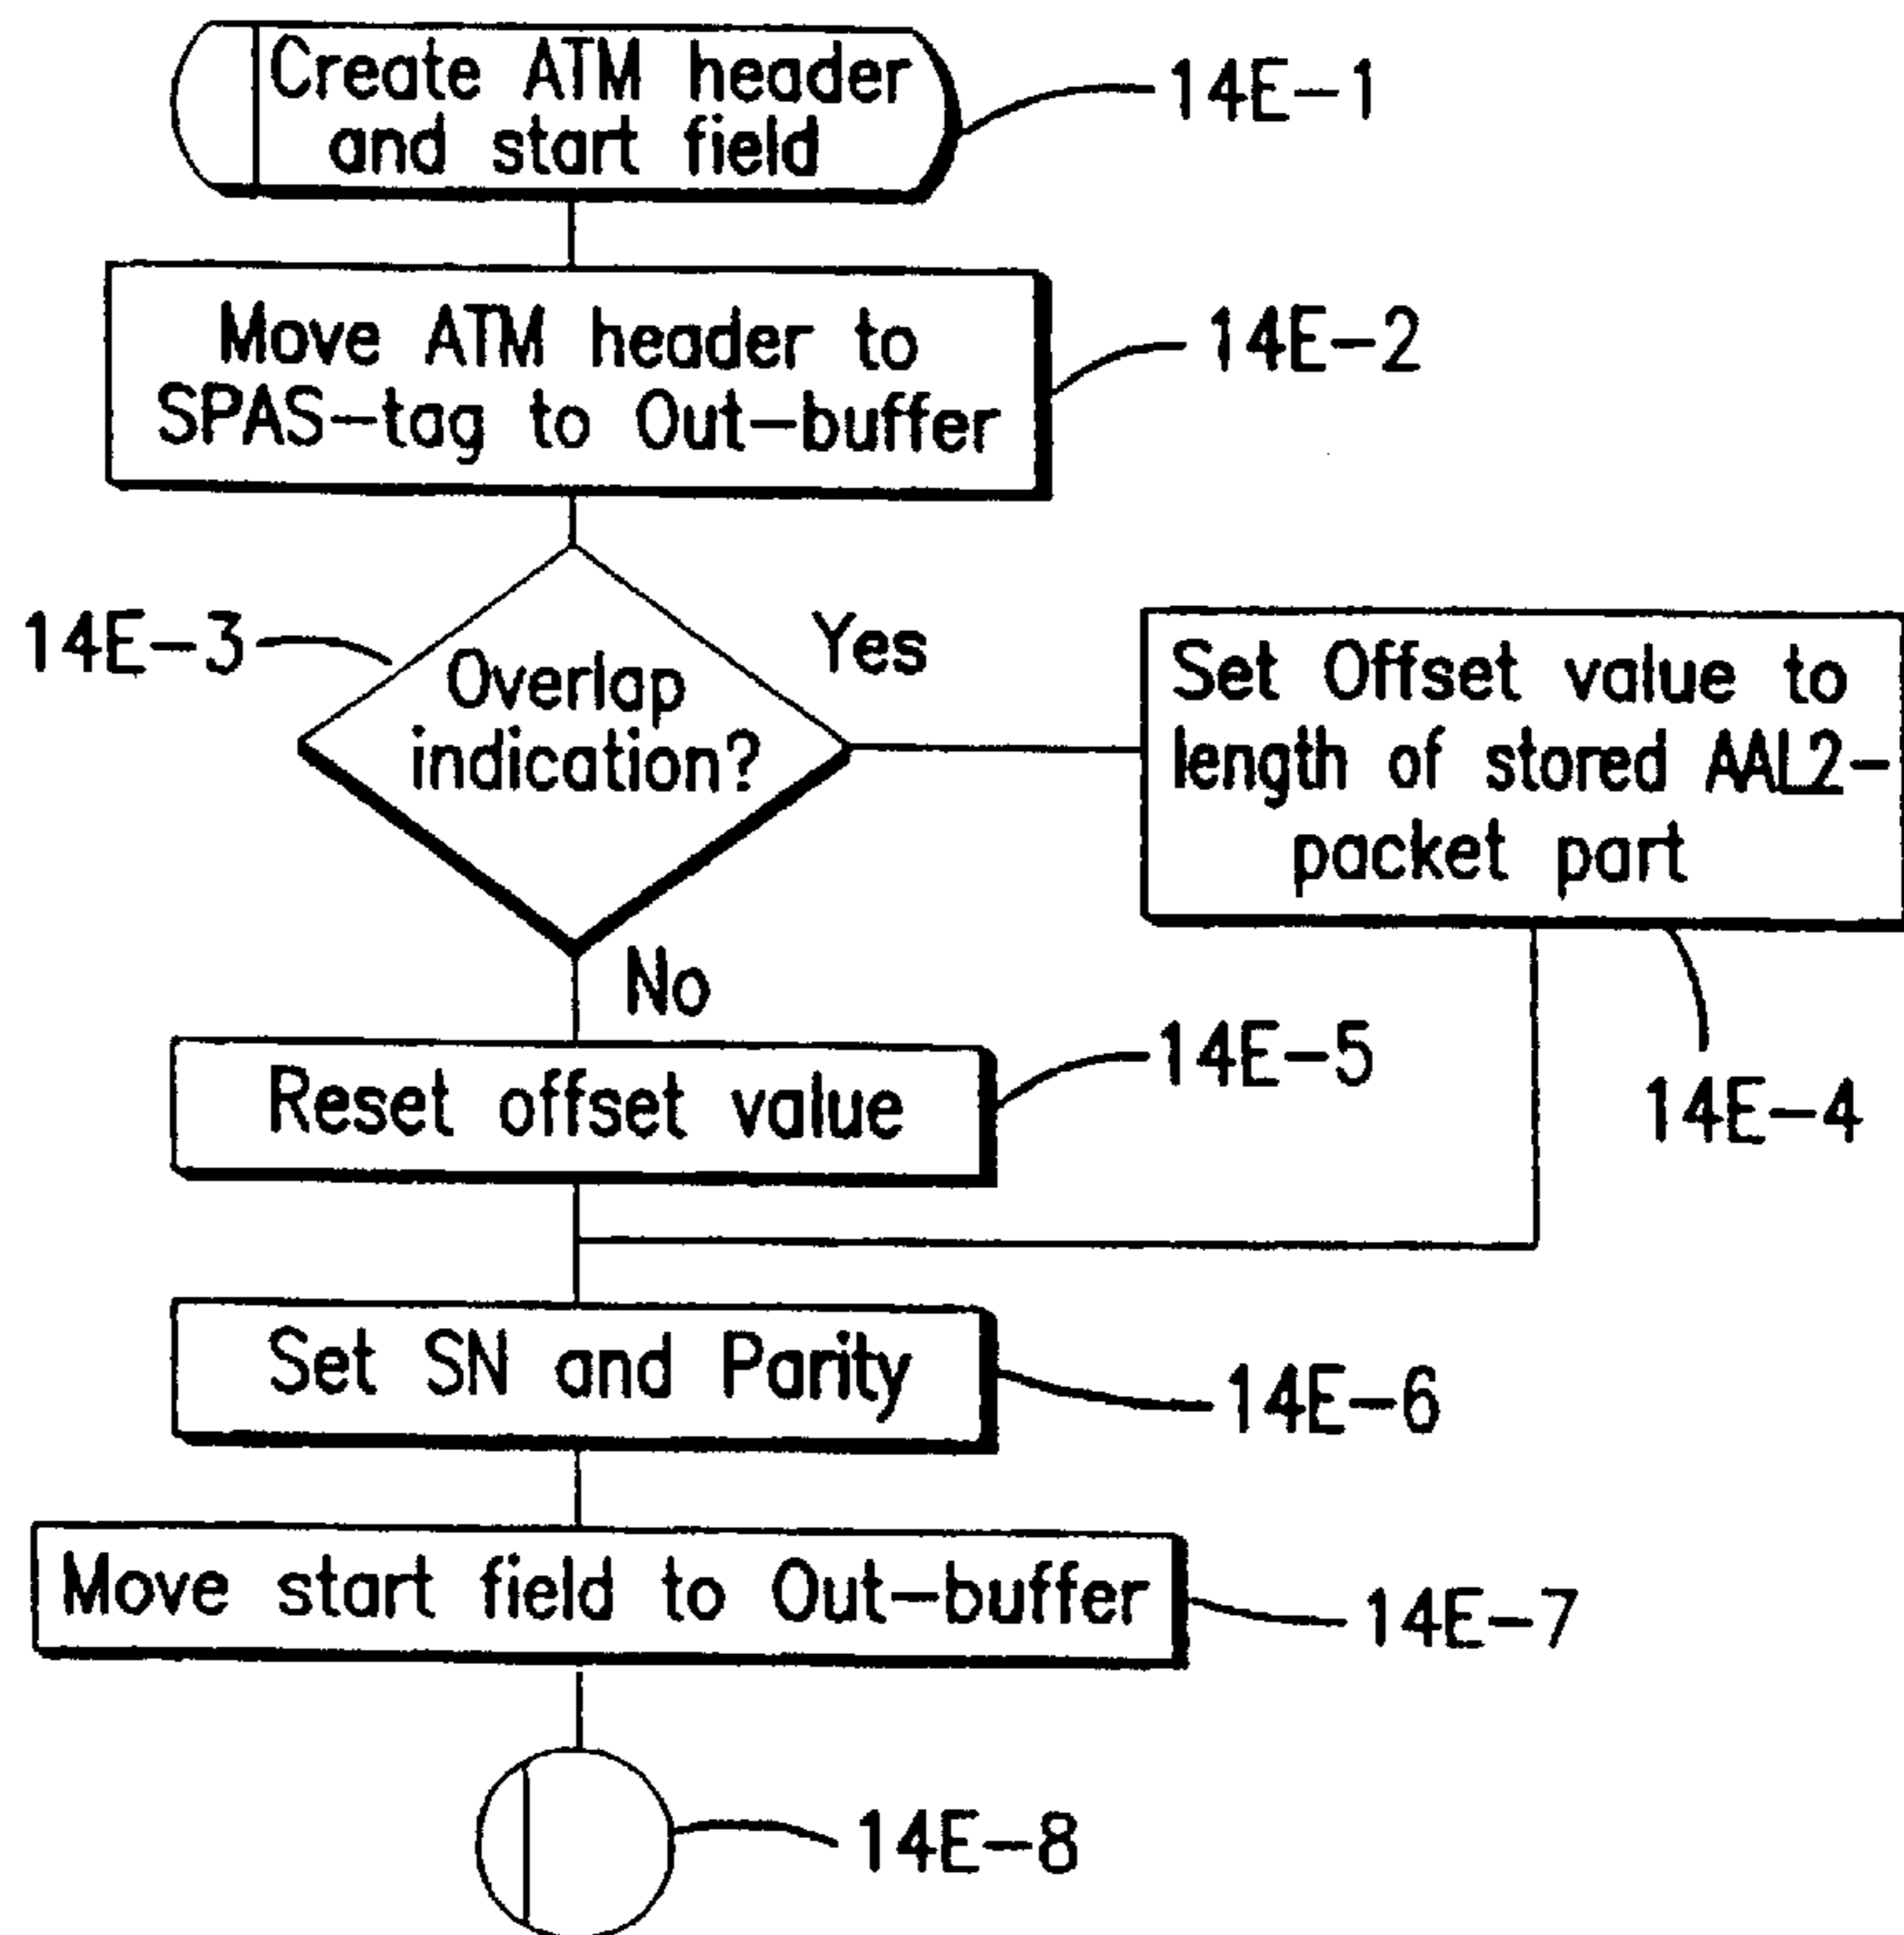 Create ATM header
and start field
14E-1
Move ATM header to
SPAS-tag to Out-buffer
14E-2
14E-3
Overlap
indication?
Yes
Set Offset value to
length of stored AAL2-
packet part
14E-4
No
Reset offset value
14E-5
Set SN and Parity
14E-6
Move start field to Out-buffer
14E-7
14E-8